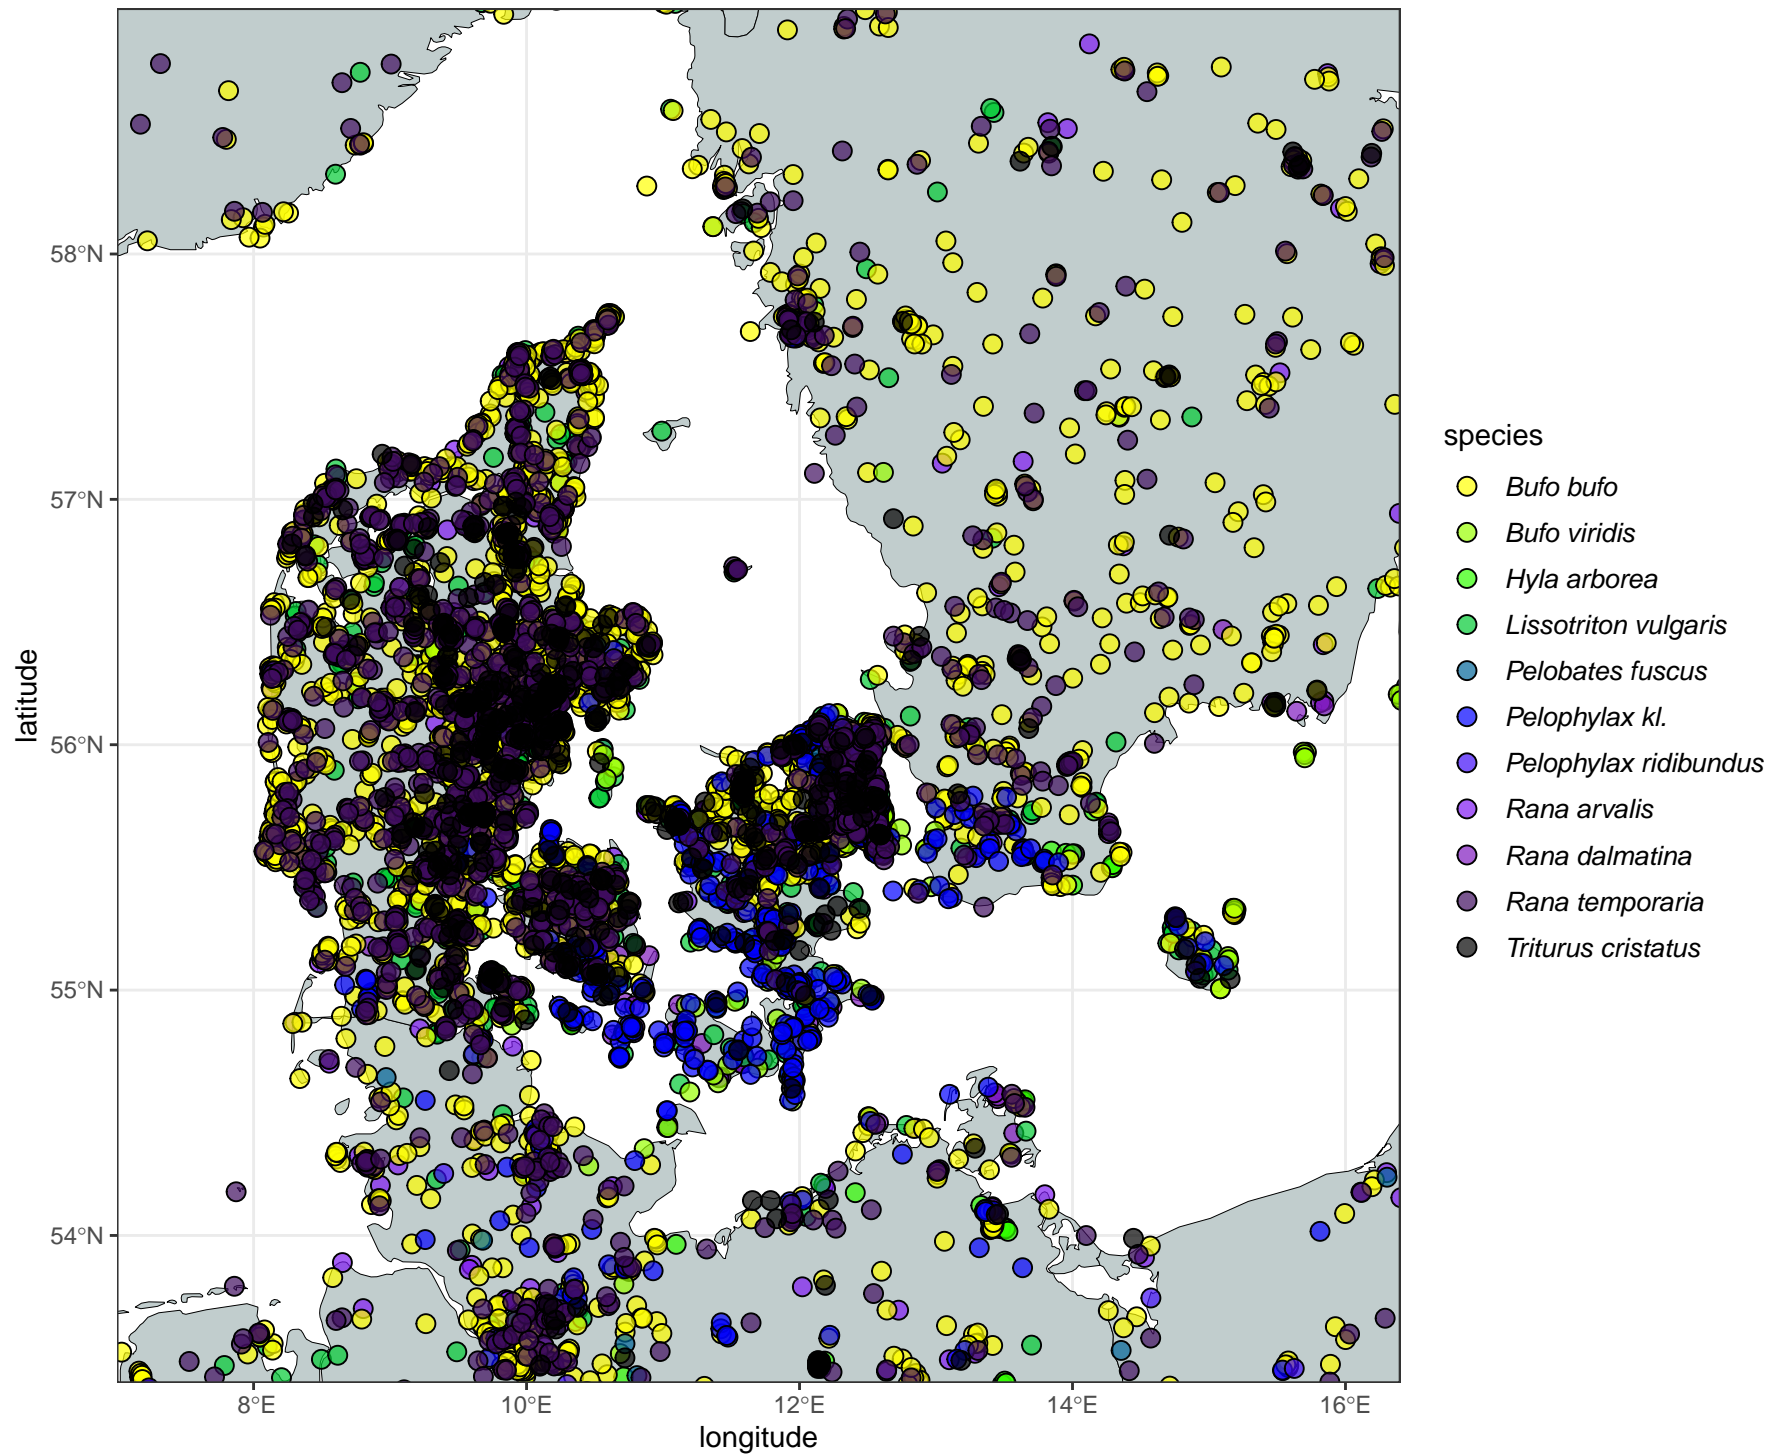 58°N
57°N
56°N
55°N
54°N
latitude
8°E
10°E
12°E
14°E
16°E
longitude
species
Bufo bufo
Bufo viridis
Hyla arborea
Lissotriton vulgaris
Pelobates fuscus
Pelophylax kl.
Pelophylax ridibundus
Rana arvalis
Rana dalmatina
Rana temporaria
Triturus cristatus